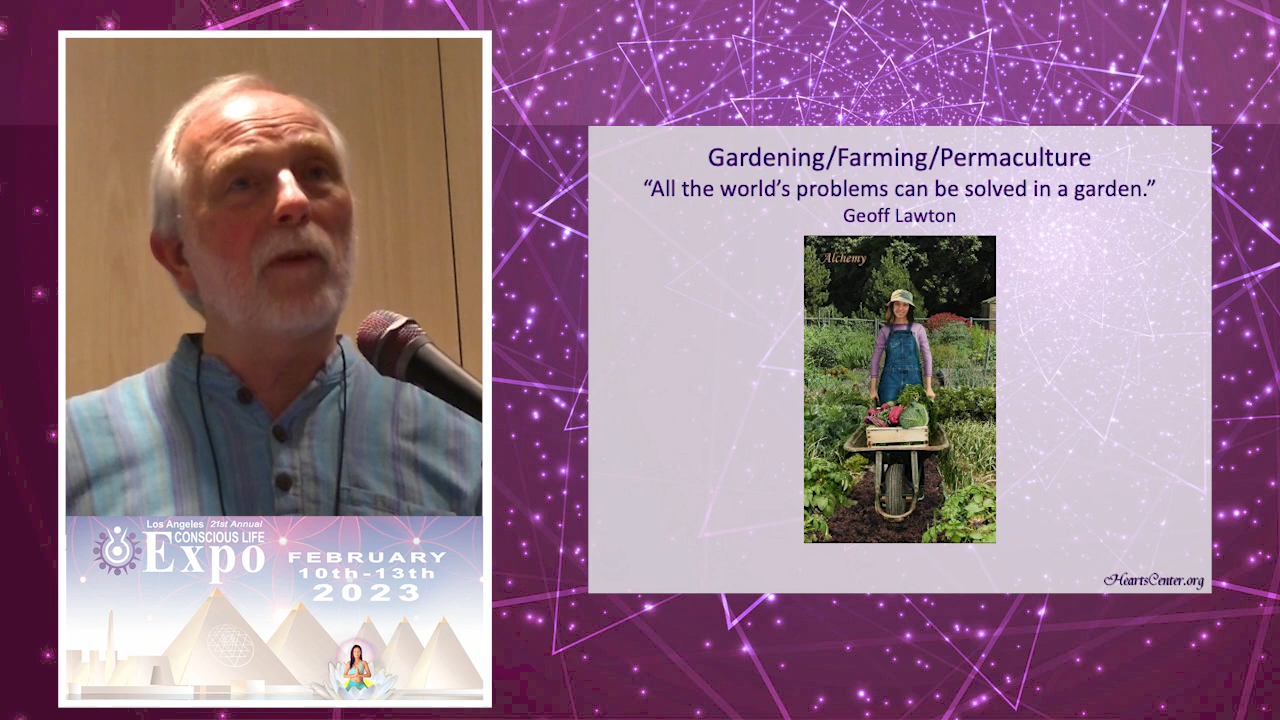 Los Angeles 21st Annual
CONSCIOUS LIFE
Expo
FEBRUARY
10th-13th
2023
Gardening/Farming/Permaculture
“All the world’s problems can be solved in a garden.”
Geoff Lawton
Alchemy
HeartsCenter.org